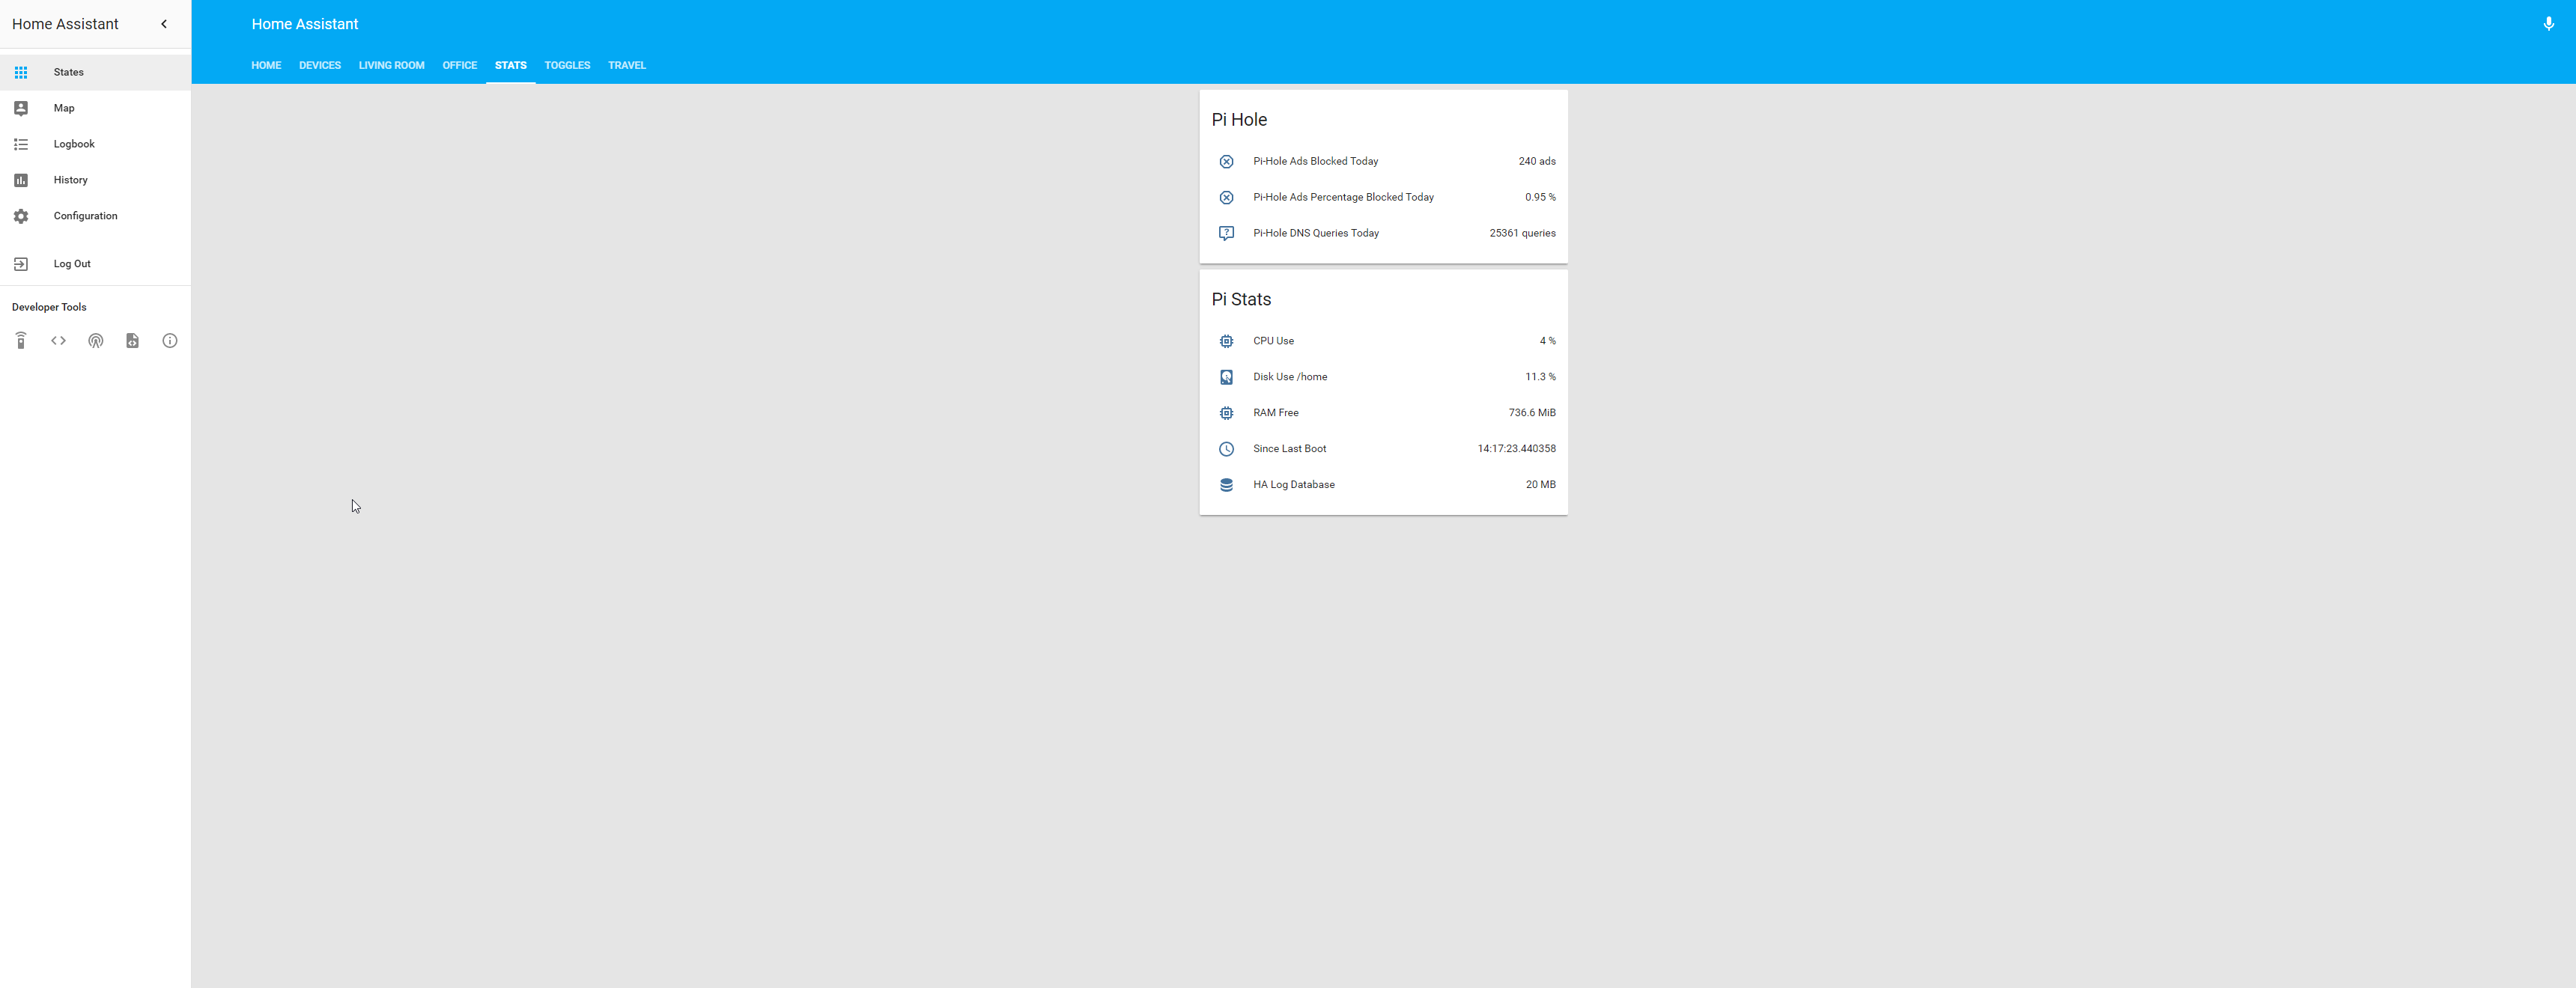 Home Assistant
States
Map
Logbook
History
Configuration
Log Out
Developer Tools
Home Assistant
HOME DEVICES LIVING ROOM OFFICE STATS TOGGLES TRAVEL
Pi Hole
Pi-Hole Ads Blocked Today 240 ads
Pi-Hole Ads Percentage Blocked Today 0.95 %
Pi-Hole DNS Queries Today 25361 queries
Pi Stats
CPU Use 4 %
Disk Use /home 11.3 %
RAM Free 736.6 MiB
Since Last Boot 14:17:23.440358
HA Log Database 20 MB